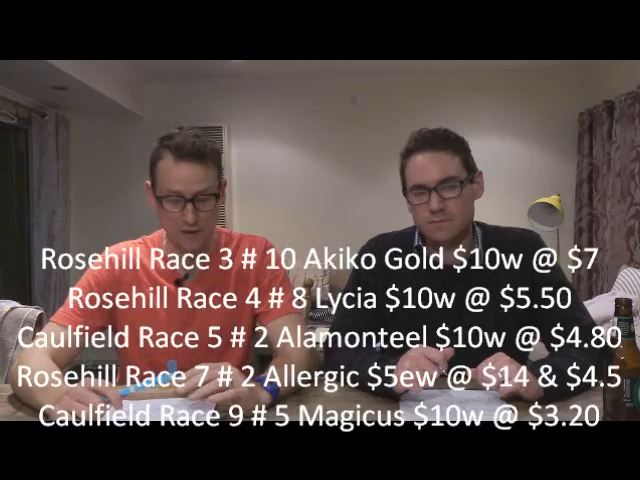 Rosehill Race 3 # 10 Akiko Gold $10w @ $7
Rosehill Race 4 # 8 Lycia $10w @ $5.50
Caulfield Race 5 # 2 Alamonteel $10w @ $4.80
Rosehill Race 7 # 2 Allergic $5ew @ $14 & $4.5
Caulfield Race 9 # 5 Magicus $10w @ $3.20